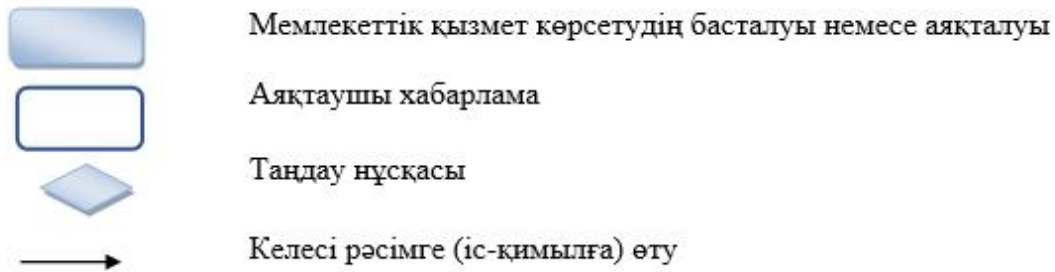 Мемлекеттік қызмет көрсетудің басталуы немесе аяқталуы
Аяқтаушы хабарлама
Таңдау нұсқасы
Келесі рәсімге (іс-қимылға) өту